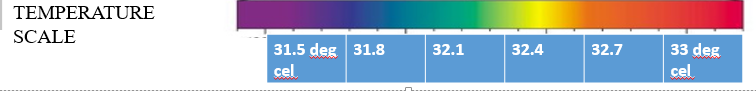 TEMPERATURE
SCALE
31.5 deg cel
31.8
32.1
32.4
32.7
33 deg cel